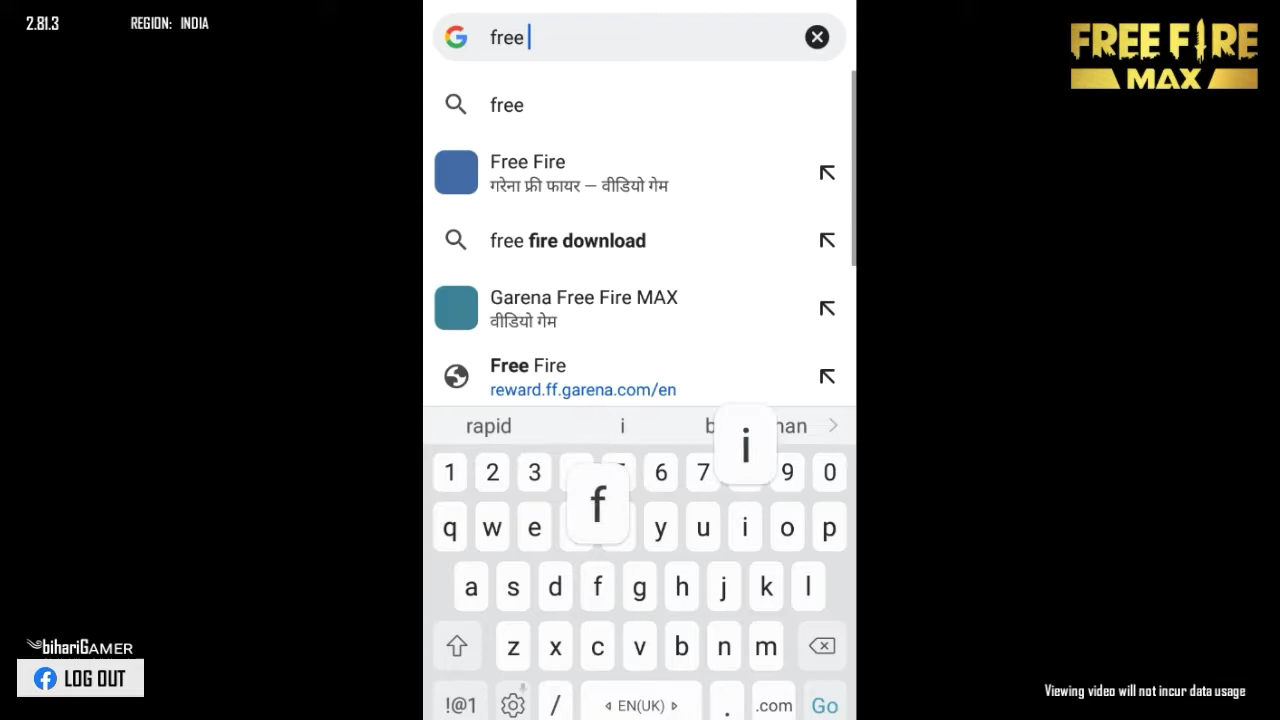 2.81.3
REGION: INDIA
FREE FIRE
MAX
free
free
Free Fire
गरेना फ्री फायर – वीडियो गेम
free fire download
Garena Free Fire MAX
वीडियो गेम
Free Fire
reward.ff.garena.com/en
rapid i
i
1 2 3 6 7 9 0
f
q w e y u i o p
a s d f g h j k l
z x c v b n m
!@1 / EN(UK) . .com Go
bihariGAMER
LOG OUT
Viewing video will not incur data usage